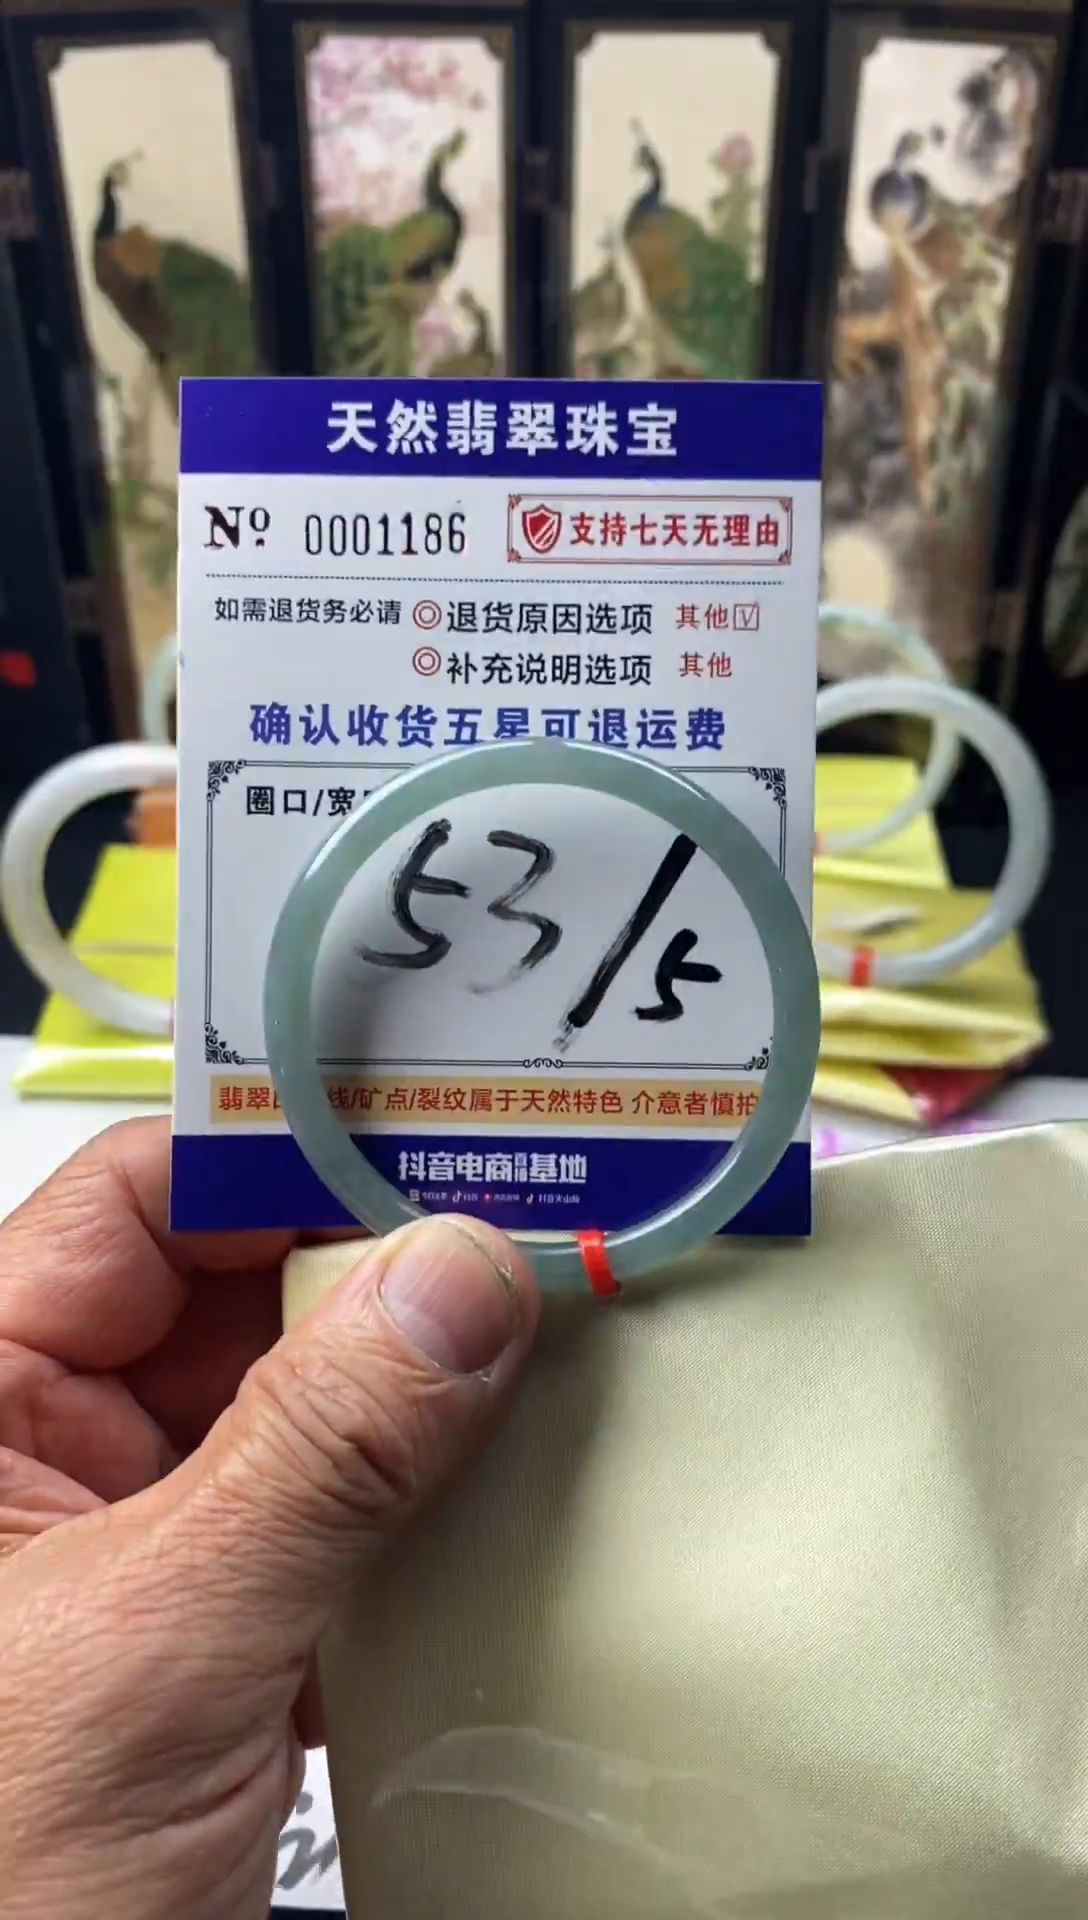 天然翡翠珠宝
Nº 0001186 支持七天无理由
如需退货务必请 ◎退货原因选项 其他☑
◎补充说明选项 其他
确认收货五星可退运费
圈口/宽
53/5
翡翠 线/矿点/裂纹属于天然特色 介意者慎拍
抖音电商直播基地